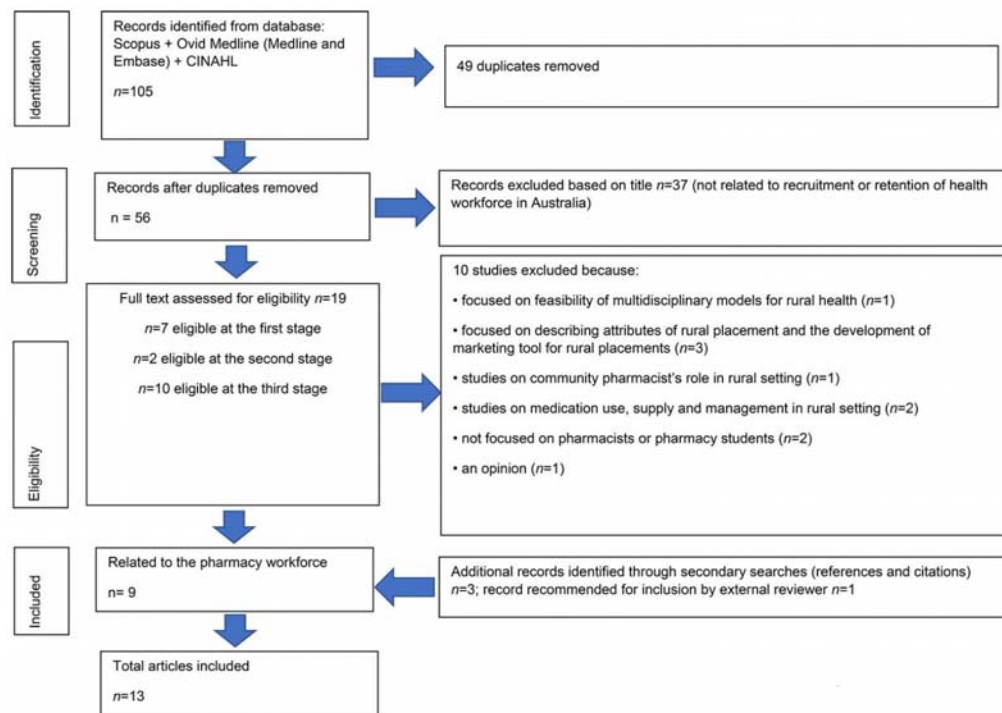 Identification
Records identified from database:
Scopus + Ovid Medline (Medline and
Embase) + CINAHL
n=105
49 duplicates removed
Screening
Records after duplicates removed
n = 56
Records excluded based on title n=37 (not related to recruitment or retention of health
workforce in Australia)
Eligibility
Full text assessed for eligibility n=19
n=7 eligible at the first stage
n=2 eligible at the second stage
n=10 eligible at the third stage
10 studies excluded because:
• focused on feasibility of multidisciplinary models for rural health (n=1)
• focused on describing attributes of rural placement and the development of
marketing tool for rural placements (n=3)
• studies on community pharmacist's role in rural setting (n=1)
• studies on medication use, supply and management in rural setting (n=2)
• not focused on pharmacists or pharmacy students (n=2)
• an opinion (n=1)
Included
Related to the pharmacy workforce
n= 9
Additional records identified through secondary searches (references and citations)
n=3; record recommended for inclusion by external reviewer n=1
Total articles included
n=13